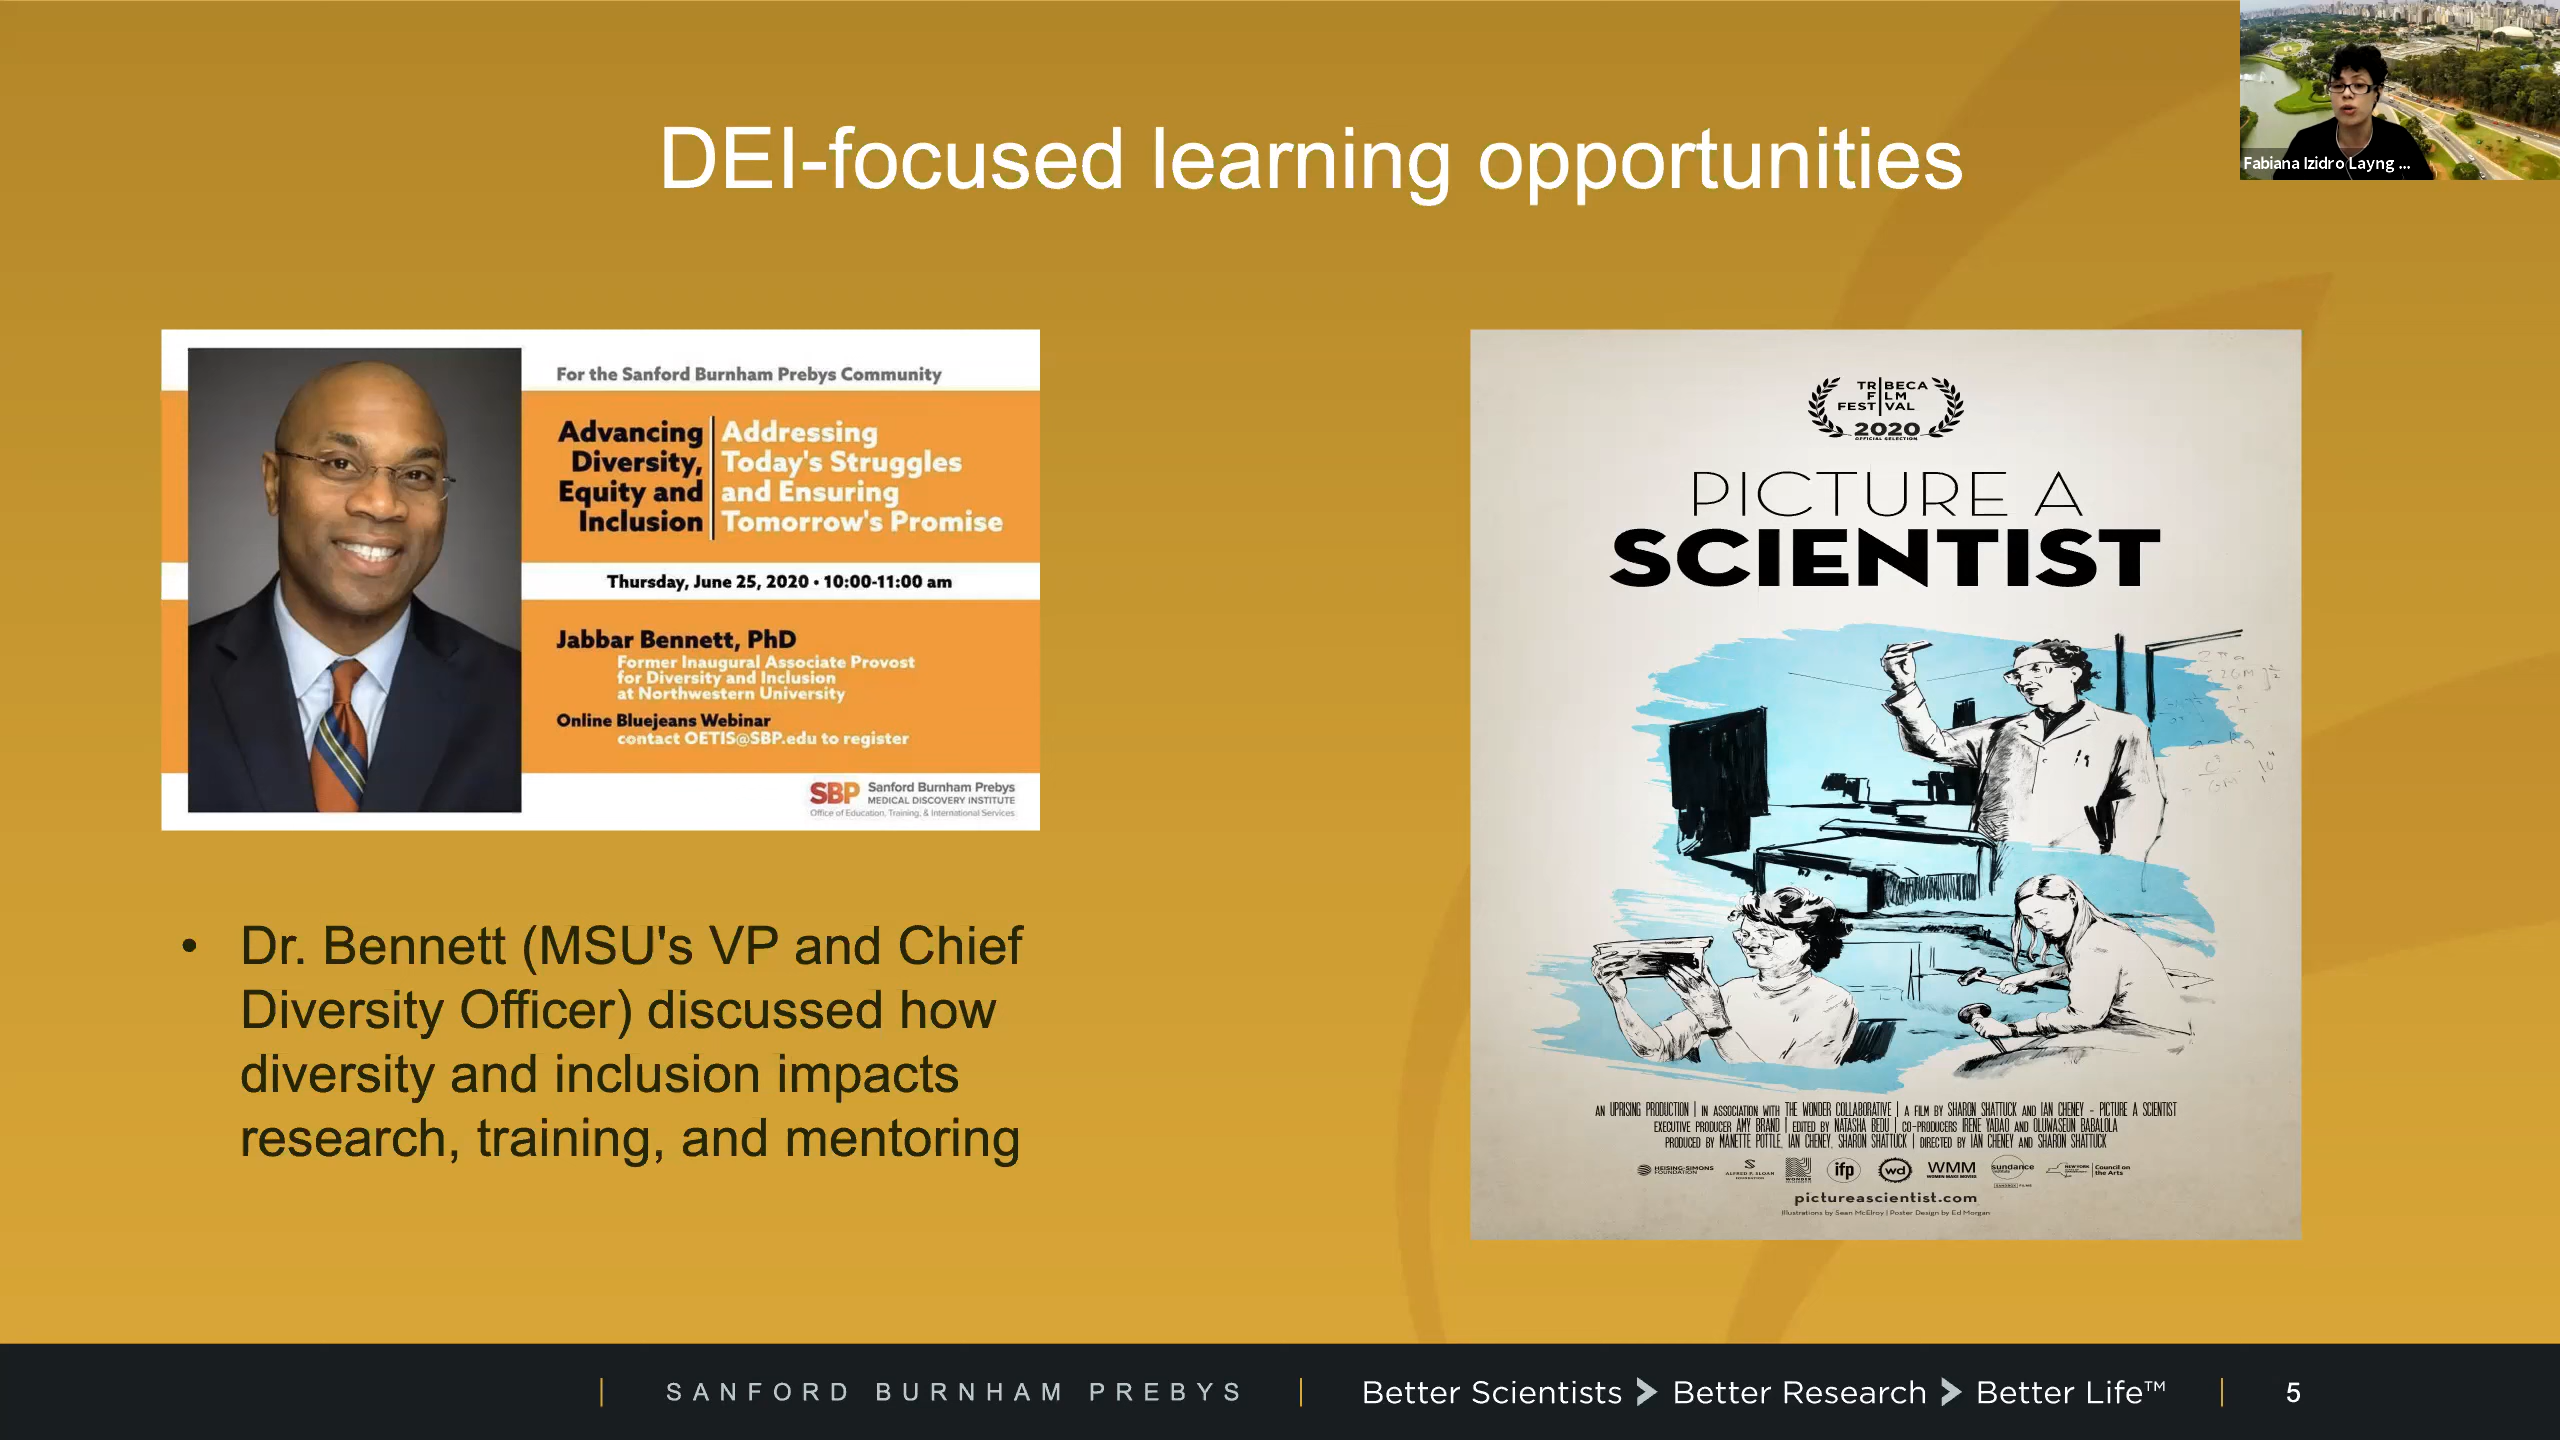 DEI-focused learning opportunities
Fabiana Izidro Layng ...
For the Sanford Burnham Prebys Community
Advancing
Diversity,
Equity and
Inclusion
Addressing
Today's Struggles
and Ensuring
Tomorrow's Promise
Thursday, June 25, 2020 • 10:00-11:00 am
Jabbar Bennett, PhD
Former Inaugural Associate Provost
for Diversity and Inclusion
at Northwestern University
Online Bluejeans Webinar
contact OETIS@SBP.edu to register
SBP
Sanford Burnham Prebys
MEDICAL DISCOVERY INSTITUTE
Office of Education, Training, & International Services
• Dr. Bennett (MSU's VP and Chief
Diversity Officer) discussed how
diversity and inclusion impacts
research, training, and mentoring
TRIBECA
FILM
FESTIVAL
2020
OFFICIAL SELECTION
PICTURE A
SCIENTIST
AN UPRISING PRODUCTION | IN ASSOCIATION WITH THE WONDER COLLABORATIVE | A FILM BY SHARON SHATTUCK AND IAN CHENEY - PICTURE A SCIENTIST
EXECUTIVE PRODUCER AMY BRAND | EDITED BY NATASHA BEDU | CO-PRODUCERS IRENE YADAO AND OLUWASEUN BABALOLA
PRODUCED BY MANETTE POTTLE, IAN CHENEY, SHARON SHATTUCK | DIRECTED BY IAN CHENEY AND SHARON SHATTUCK
HEISING-SIMONS
FOUNDATION
ALFRED P. SLOAN
FOUNDATION
WONDER
ifp
wd
WMM
WOMEN MAKE MOVIES
sundance
institute
NEW YORK
Council on
the Arts
pictureascientist.com
Illustrations by Sean McElroy | Poster Design by Ed Morgan
SANFORD BURNHAM PREBYS
Better Scientists > Better Research > Better Life™
5